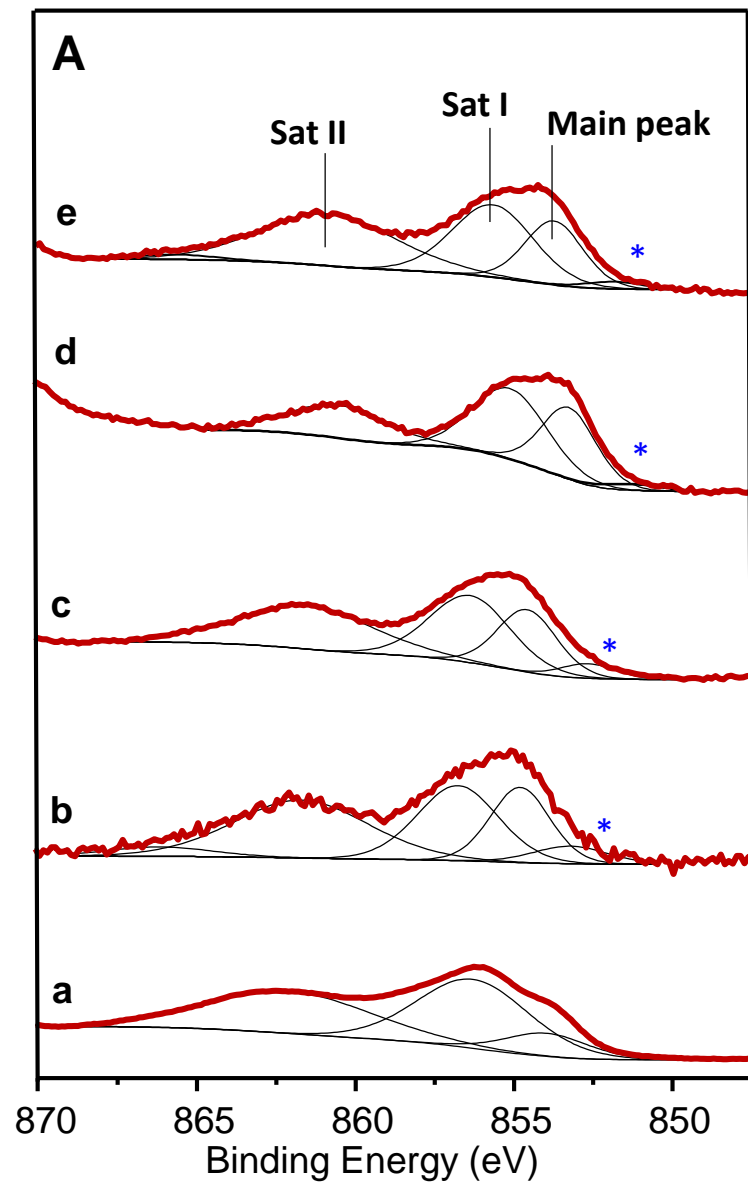 A
Sat II
Sat I
Main peak
e
*
d
*
c
*
b
*
a
870
865
860
855
850
Binding Energy (eV)